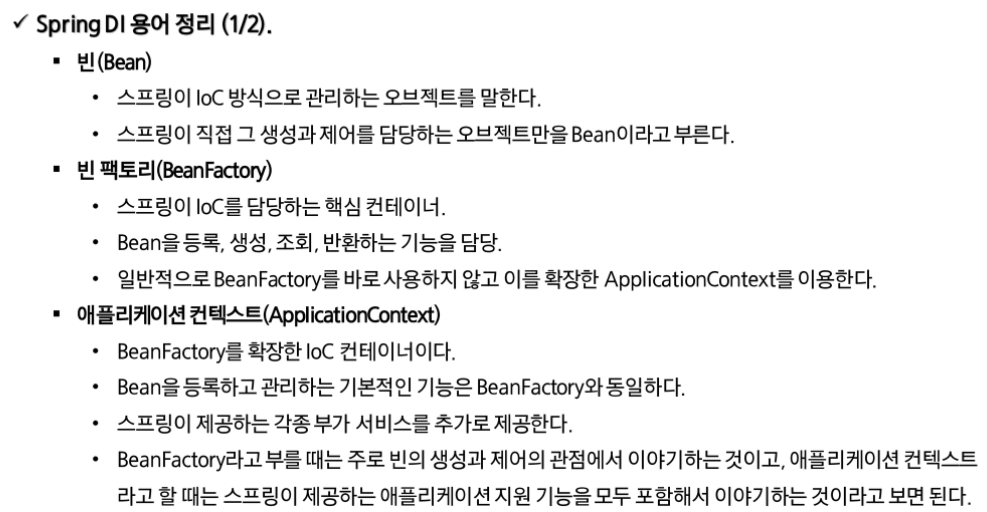 ✓ Spring DI 용어 정리 (1/2).
▪ 빈(Bean)
• 스프링이 IoC 방식으로 관리하는 오브젝트를 말한다.
• 스프링이 직접 그 생성과 제어를 담당하는 오브젝트만을 Bean이라고 부른다.
▪ 빈 팩토리(BeanFactory)
• 스프링이 IoC를 담당하는 핵심 컨테이너.
• Bean을 등록, 생성, 조회, 반환하는 기능을 담당.
• 일반적으로 BeanFactory를 바로 사용하지 않고 이를 확장한 ApplicationContext를 이용한다.
▪ 애플리케이션 컨텍스트(ApplicationContext)
• BeanFactory를 확장한 IoC 컨테이너이다.
• Bean을 등록하고 관리하는 기본적인 기능은 BeanFactory와 동일하다.
• 스프링이 제공하는 각종 부가 서비스를 추가로 제공한다.
• BeanFactory라고 부를 때는 주로 빈의 생성과 제어의 관점에서 이야기하는 것이고, 애플리케이션 컨텍스트
라고 할 때는 스프링이 제공하는 애플리케이션 지원 기능을 모두 포함해서 이야기하는 것이라고 보면 된다.